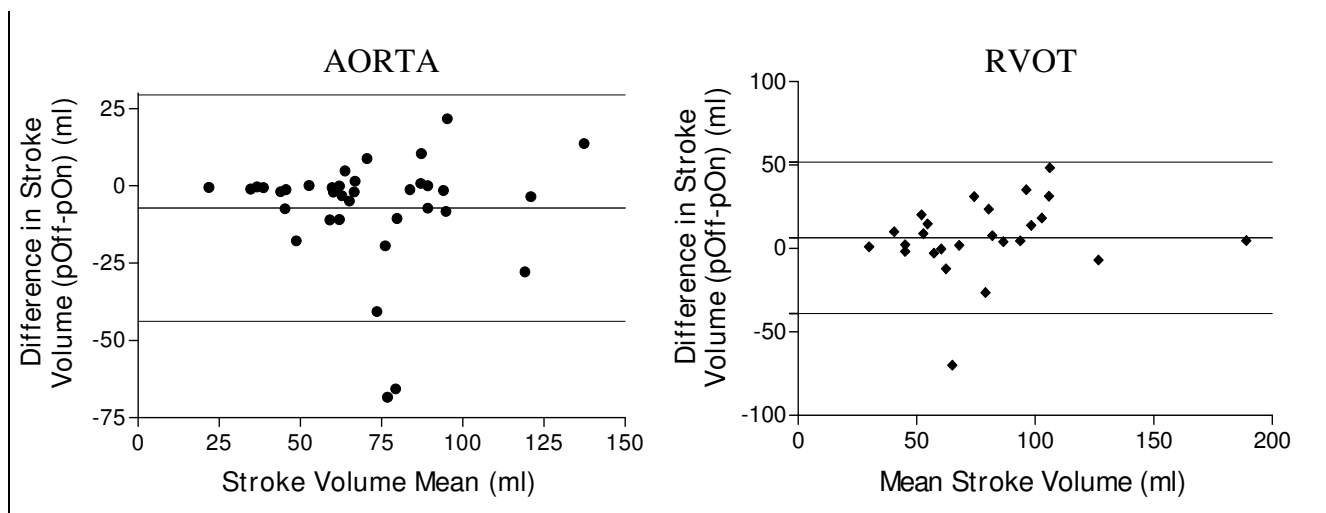 AORTA
Difference in Stroke
Volume (pOff-pOn) (ml)
25
0
-25
-50
-75
0 25 50 75 100 125 150
Stroke Volume Mean (ml)
RVOT
Difference in Stroke
Volume (pOff-pOn) (ml)
100
50
0
-50
-100
0 50 100 150 200
Mean Stroke Volume (ml)